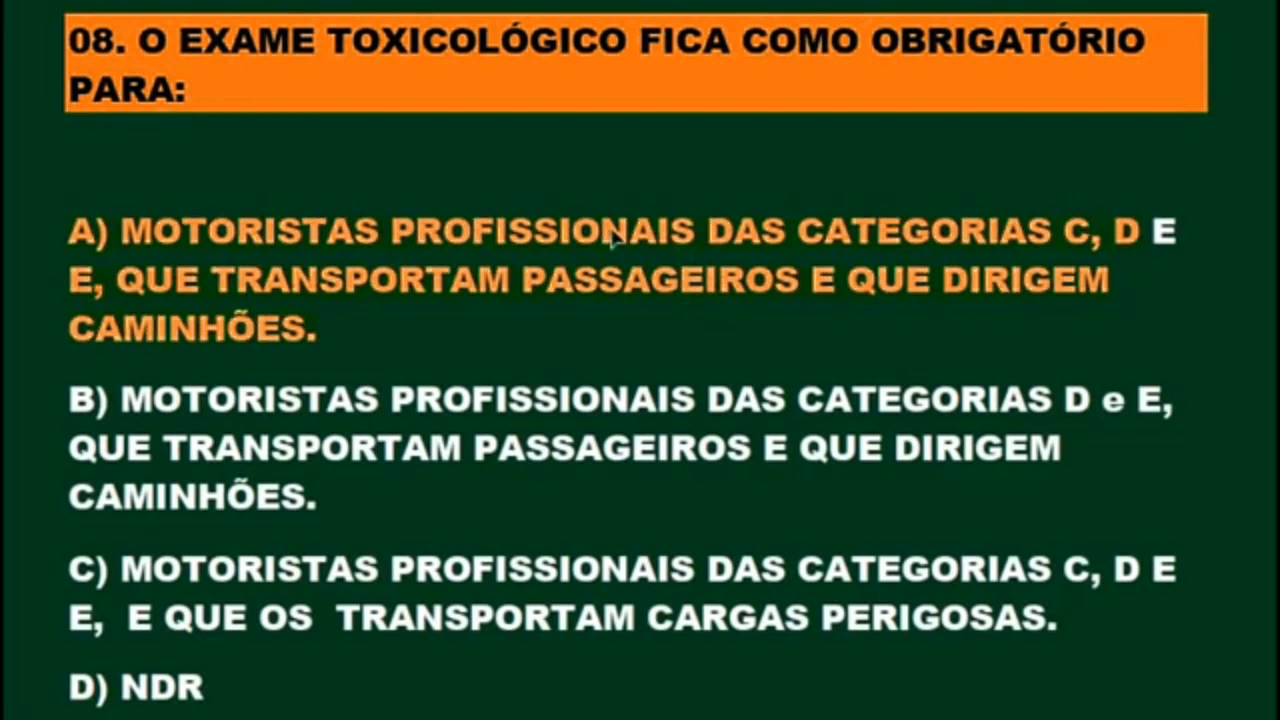 08. O EXAME TOXICOLÓGICO FICA COMO OBRIGATÓRIO
PARA:
A) MOTORISTAS PROFISSIONAIS DAS CATEGORIAS C, D E
E, QUE TRANSPORTAM PASSAGEIROS E QUE DIRIGEM
CAMINHÕES.
B) MOTORISTAS PROFISSIONAIS DAS CATEGORIAS D e E,
QUE TRANSPORTAM PASSAGEIROS E QUE DIRIGEM
CAMINHÕES.
C) MOTORISTAS PROFISSIONAIS DAS CATEGORIAS C, D E
E, E QUE OS TRANSPORTAM CARGAS PERIGOSAS.
D) NDR